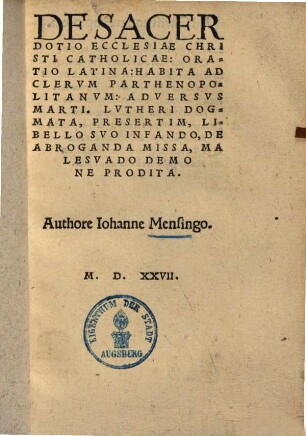 DE SACER
DOTIO ECCLESIAE CHRI
STI CATHOLICAE: ORA-
TIO LATINA: HABITA AD
CLERVM PARTHENOPO-
LITANVM: ADVERSVS
MARTI. LVTHERI DOG-
MATA, PRESERTIM, LI-
BELLO SVO INFANDO, DE
ABROGANDA MISSA, MA
LESVADO DEMO
NE PRODITA.
Authore Iohanne Mensingo.
M. D. XXVII.
EIGENTHUM DER STADT
AUGSBERG